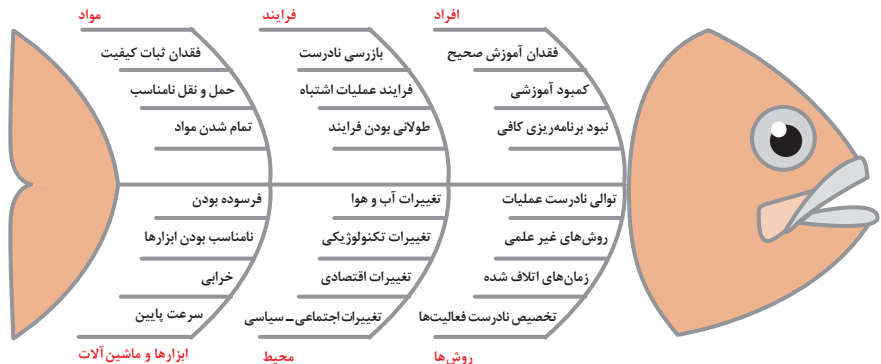 افراد
فقدان آموزش صحیح
کمبود آموزشی
نبود برنامه‌ریزی کافی
فرایند
بازرسی نادرست
فرایند عملیات اشتباه
طولانی بودن فرایند
مواد
فقدان ثبات کیفیت
حمل و نقل نامناسب
تمام شدن مواد
توالی نادرست عملیات
روش‌های غیر علمی
زمان‌های اتلاف شده
تخصیص نادرست فعالیت‌ها
روش‌ها
تغییرات آب و هوا
تغییرات تکنولوژیکی
تغییرات اقتصادی
تغییرات اجتماعی ـ سیاسی
محیط
فرسوده بودن
نامناسب بودن ابزارها
خرابی
سرعت پایین
ابزارها و ماشین‌آلات